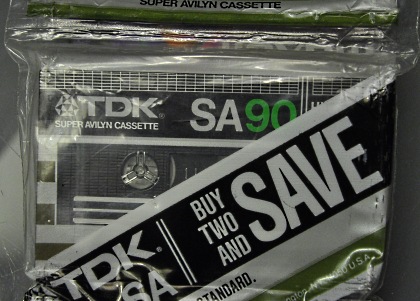 SUPER AVILYN CASSETTE
TDK SA90
SUPER AVILYN CASSETTE
BUY
TWO
AND
SAVE
TDK
SA
STANDARD.
U.S.A.